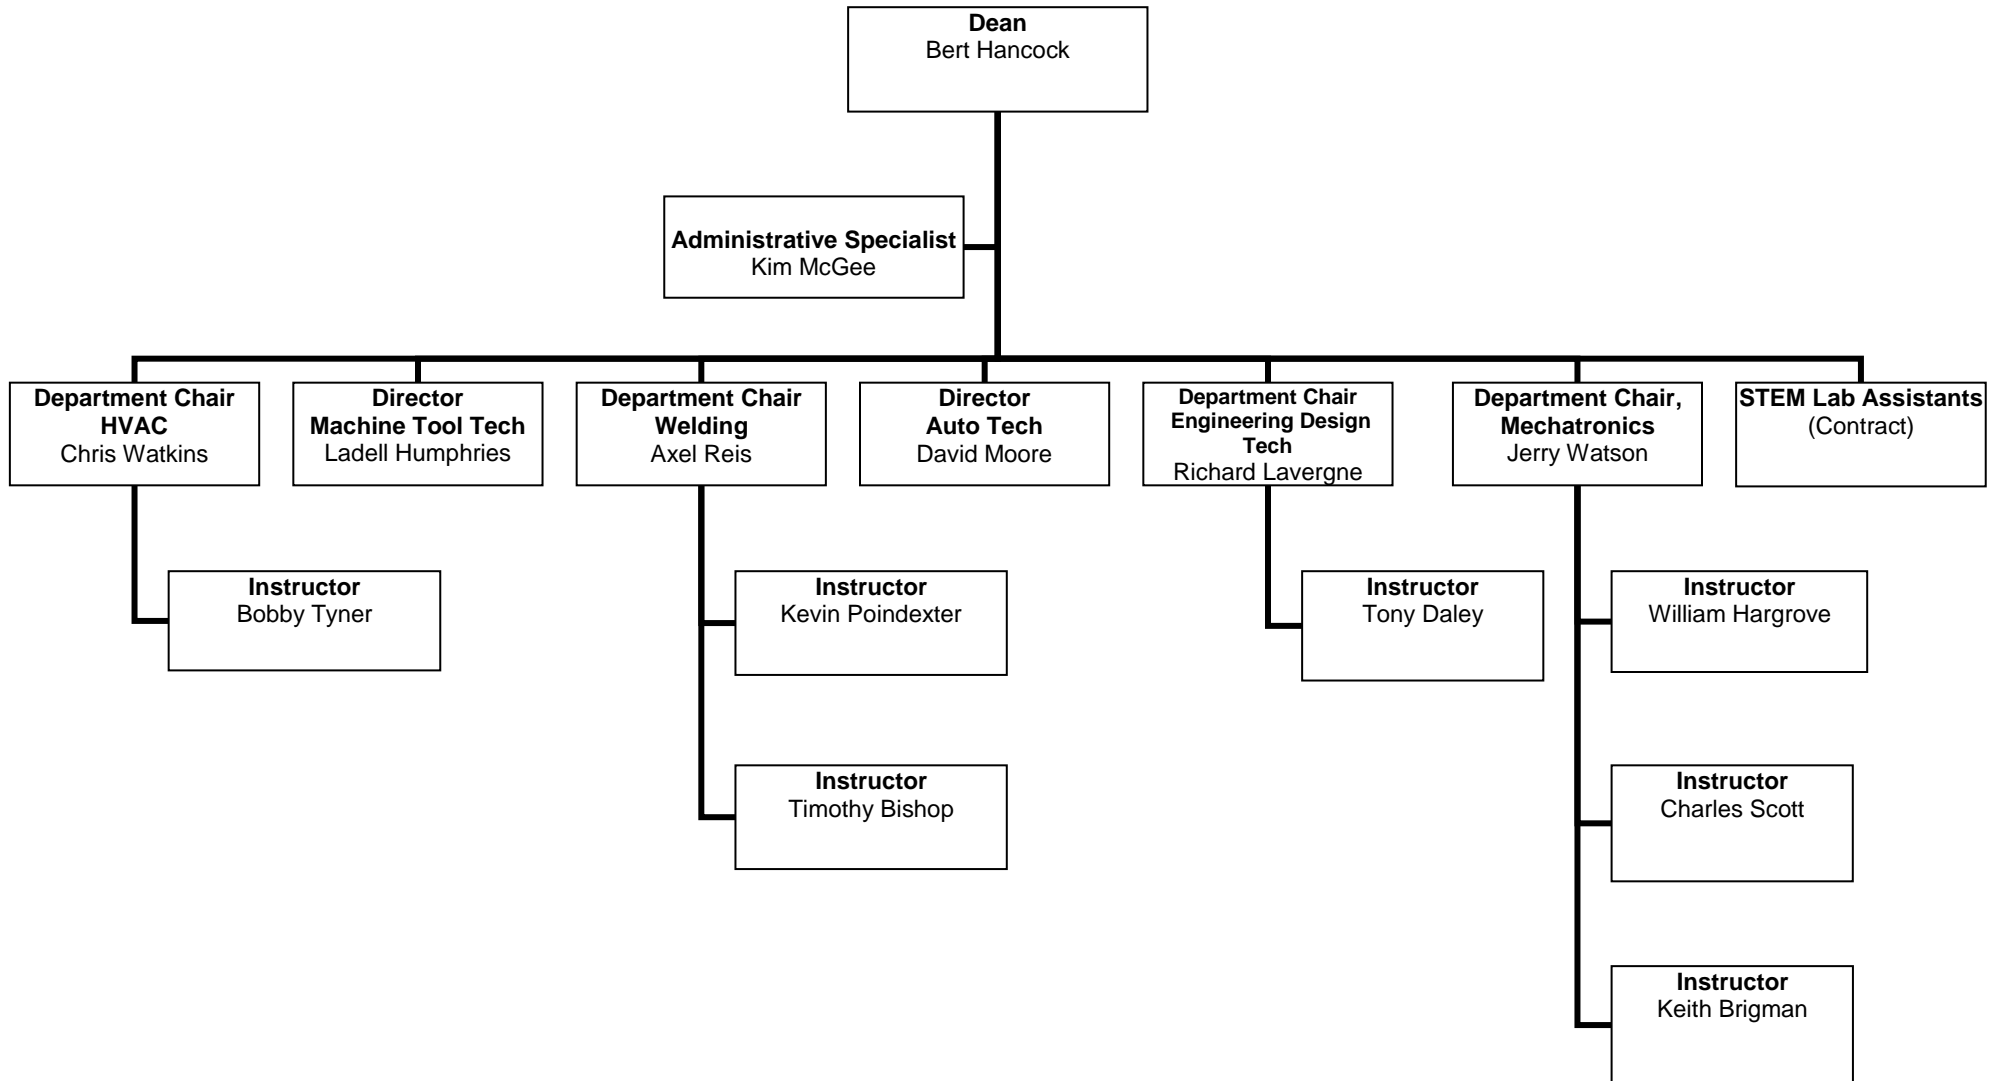 Dean
Bert Hancock
Administrative Specialist
Kim McGee
Department Chair
HVAC
Chris Watkins
Director
Machine Tool Tech
Ladell Humphries
Department Chair
Welding
Axel Reis
Director
Auto Tech
David Moore
Department Chair
Engineering Design
Tech
Richard Lavergne
Department Chair,
Mechatronics
Jerry Watson
STEM Lab Assistants
(Contract)
Instructor
Bobby Tyner
Instructor
Kevin Poindexter
Instructor
Tony Daley
Instructor
William Hargrove
Instructor
Timothy Bishop
Instructor
Charles Scott
Instructor
Keith Brigman